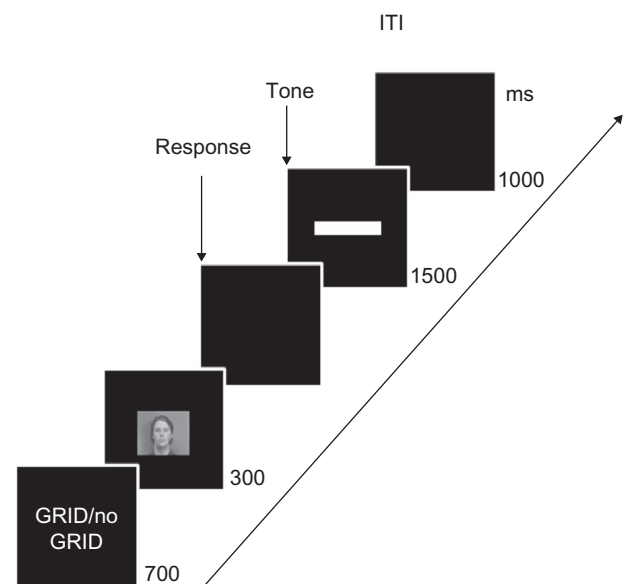 ITI
ms
Tone
Response
1000
1500
300
GRID/no
GRID
700